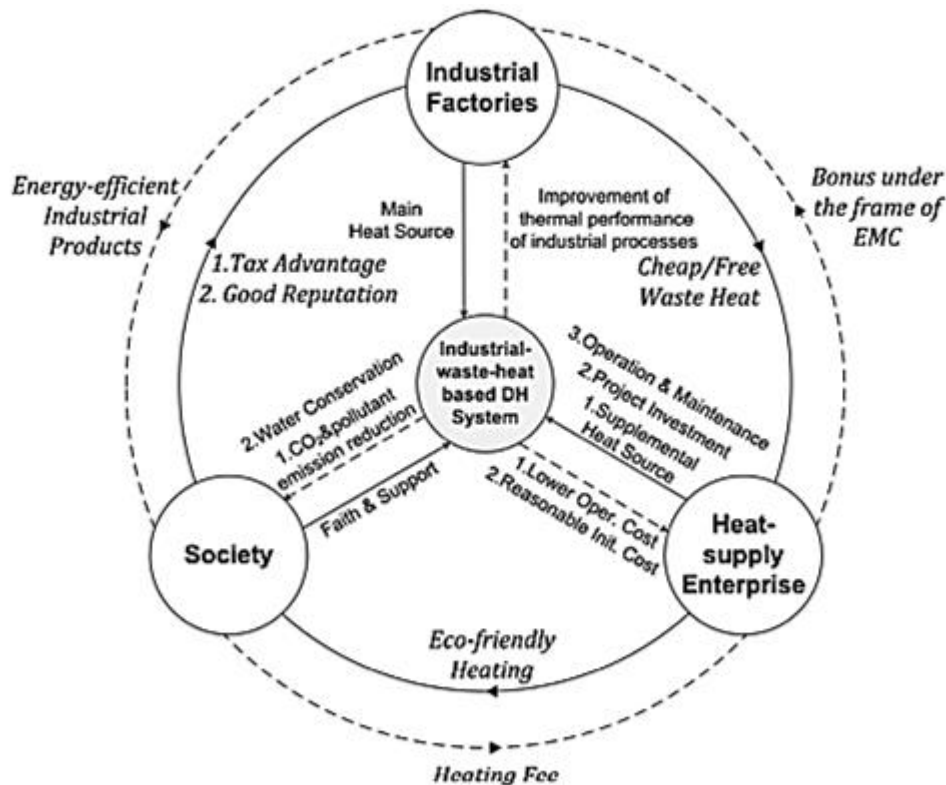 Industrial
Factories
Energy-efficient
Industrial
Products
Bonus under
the frame of
EMC
Main
Heat Source
Improvement of
thermal performance
of industrial processes
1.Tax Advantage
2. Good Reputation
Cheap/Free
Waste Heat
Industrial-
waste-heat
based DH
System
2.Water Conservation
1.CO₂&pollutant
emission reduction
Faith & Support
3.Operation & Maintenance
2.Project Investment
1.Supplemental
Heat Source
1.Lower Oper. Cost
2.Reasonable Init. Cost
Society
Heat-
supply
Enterprise
Eco-friendly
Heating
Heating Fee